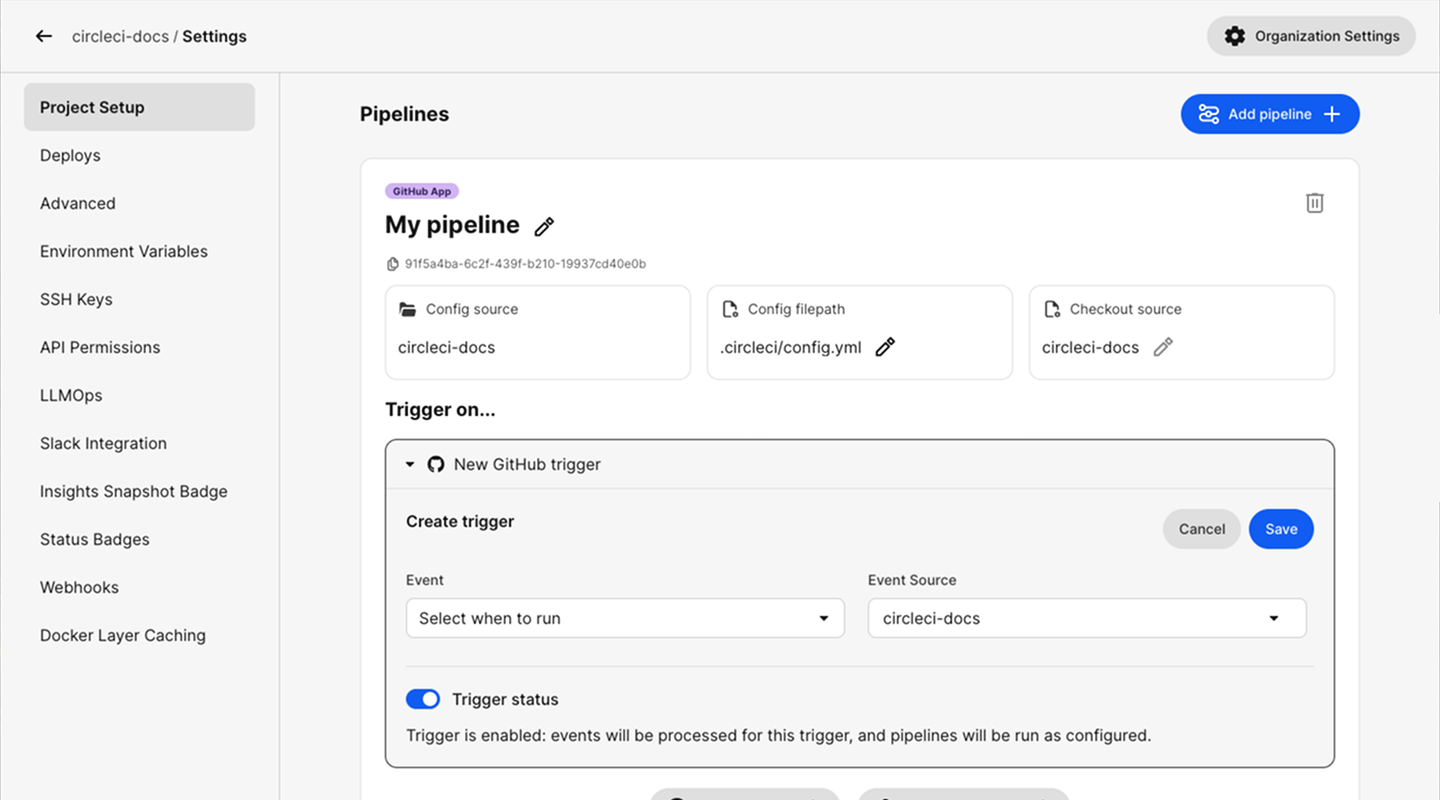 circleci-docs / Settings
Organization Settings
Project Setup
Deploys
Advanced
Environment Variables
SSH Keys
API Permissions
LLMOps
Slack Integration
Insights Snapshot Badge
Status Badges
Webhooks
Docker Layer Caching
Pipelines
Add pipeline
GitHub App
My pipeline
91f5a4ba-6c2f-439f-b210-19937cd40e0b
Config source
circleci-docs
Config filepath
.circleci/config.yml
Checkout source
circleci-docs
Trigger on...
New GitHub trigger
Create trigger
Cancel
Save
Event
Select when to run
Event Source
circleci-docs
Trigger status
Trigger is enabled: events will be processed for this trigger, and pipelines will be run as configured.